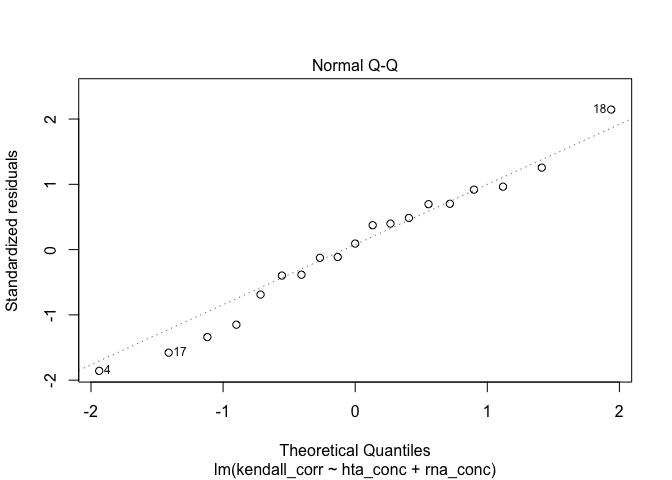 Normal Q-Q
Standardized residuals
2
1
0
-1
-2
18
17
4
-2 -1 0 1 2
Theoretical Quantiles
lm(kendall_corr ~ hta_conc + rna_conc)